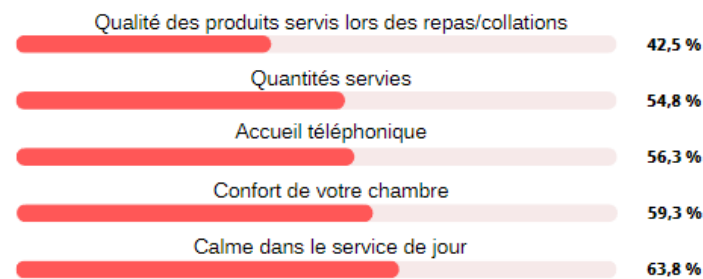 Qualité des produits servis lors des repas/collations
42,5 %
Quantités servies
54,8 %
Accueil téléphonique
56,3 %
Confort de votre chambre
59,3 %
Calme dans le service de jour
63,8 %